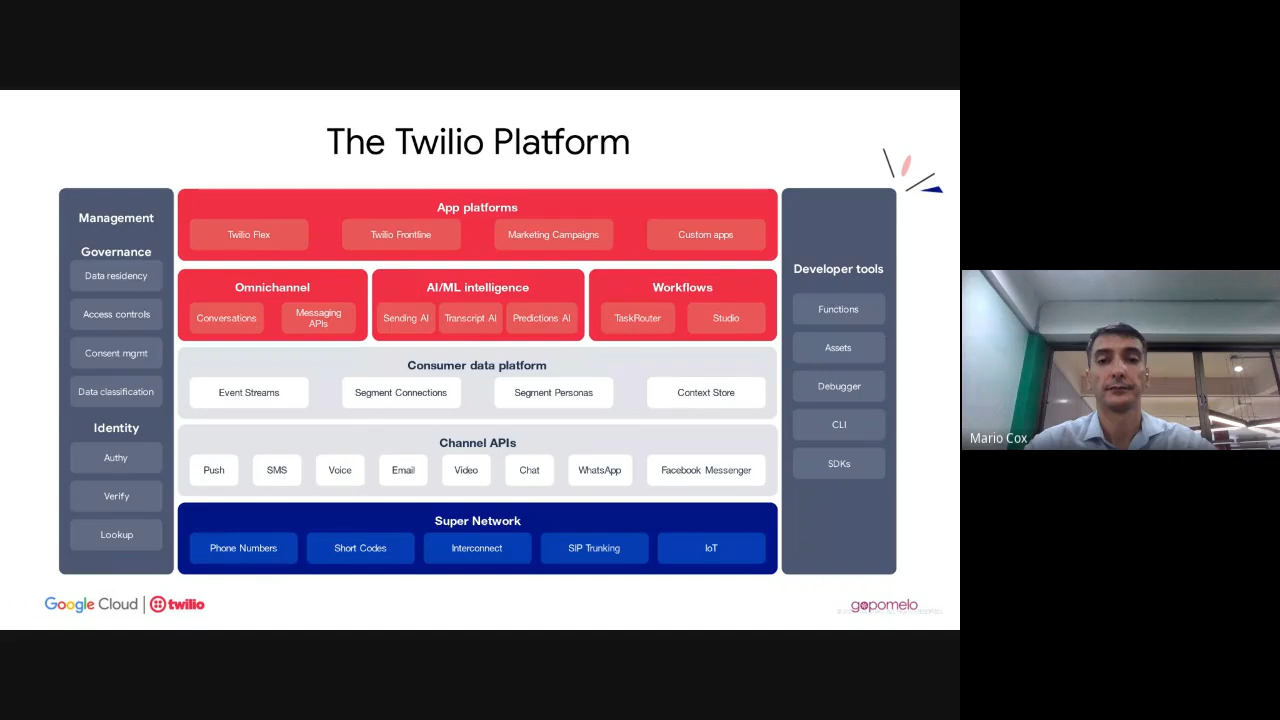 The Twilio Platform
Management
Governance
Data residency
Access controls
Consent mgmt
Data classification
Identity
Authy
Verify
Lookup
App platforms
Twilio Flex
Twilio Frontline
Marketing Campaigns
Custom apps
Omnichannel
Conversations
Messaging
APIs
AI/ML intelligence
Sending AI
Transcript AI
Predictions AI
Workflows
TaskRouter
Studio
Consumer data platform
Event Streams
Segment Connections
Segment Personas
Context Store
Channel APIs
Push
SMS
Voice
Email
Video
Chat
WhatsApp
Facebook Messenger
Super Network
Phone Numbers
Short Codes
Interconnect
SIP Trunking
IoT
Developer tools
Functions
Assets
Debugger
CLI
SDKs
Google Cloud
twilio
gopomelo
Mario Cox